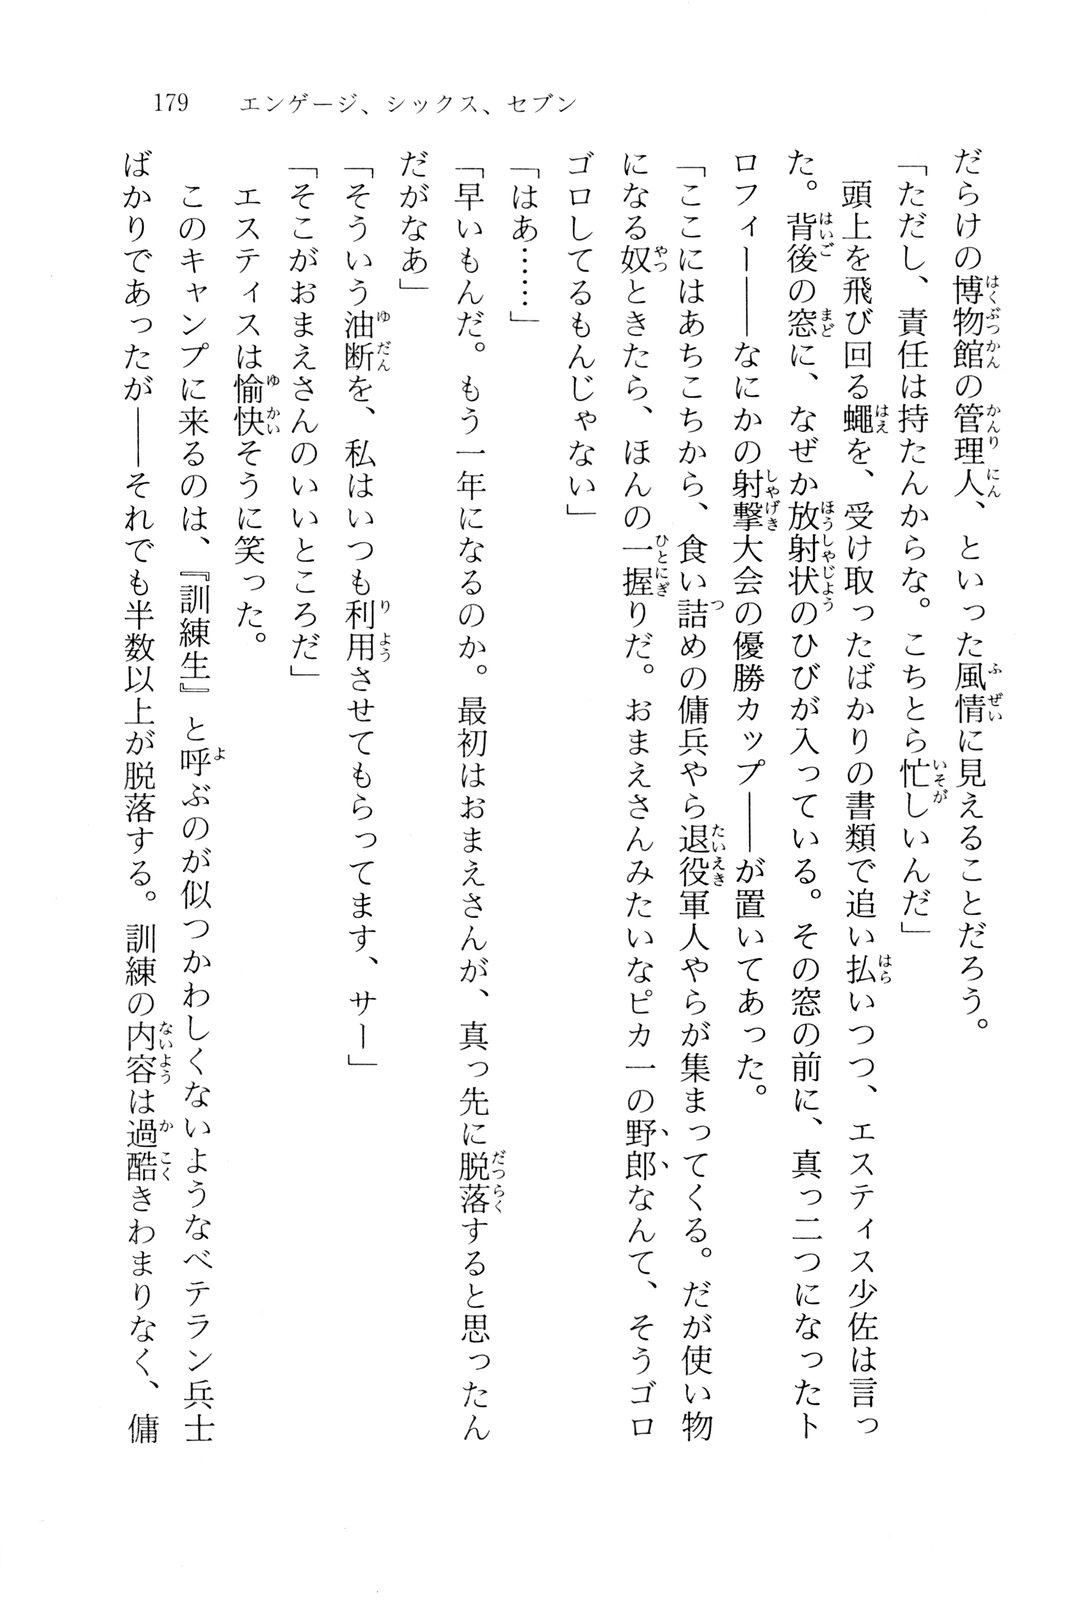 179 エンゲージ、シックス、セブン
だらけの博物館の管理人、といった風情に見えることだろう。
「ただし、責任は持たんからな。こちとら忙しいんだ」
　頭上を飛び回る蠅を、受け取ったばかりの書類で追い払いつつ、エスティス少佐は言っ
た。背後の窓に、なぜか放射状のひびが入っている。その窓の前に、真っ二つになったト
ロフィー――なにかの射撃大会の優勝カップ――が置いてあった。
「ここにはあちこちから、食い詰めの傭兵やら退役軍人やらが集まってくる。だが使い物
になる奴ときたら、ほんの一握りだ。おまえさんみたいなピカ一の野郎なんて、そうゴロ
ゴロしてるもんじゃない」
「はあ……」
「早いもんだ。もう一年になるのか。最初はおまえさんが、真っ先に脱落すると思ったん
だがなあ」
「そういう油断を、私はいつも利用させてもらってます、サー」
「そこがおまえさんのいいところだ」
　エスティスは愉快そうに笑った。
　このキャンプに来るのは、『訓練生』と呼ぶのが似つかわしくないようなベテラン兵士
ばかりであったが――それでも半数以上が脱落する。訓練の内容は過酷きわまりなく、傭